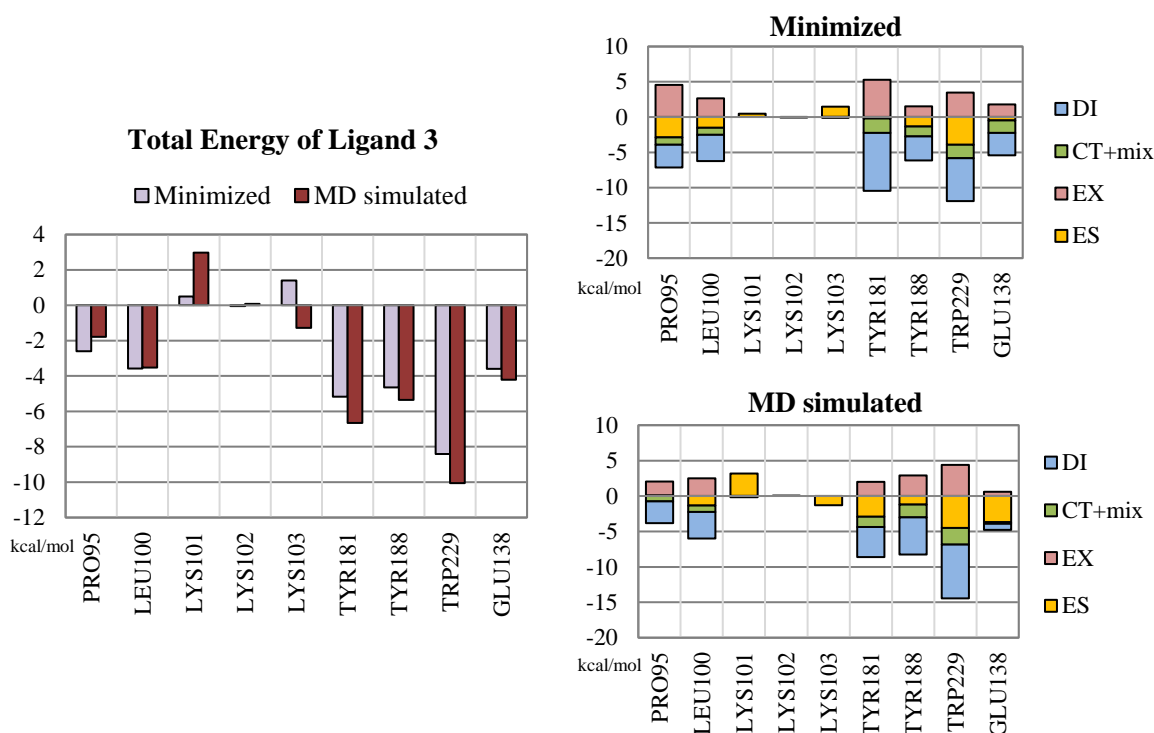 Total Energy of Ligand 3
Minimized MD simulated
4
2
0
-2
-4
-6
-8
-10
-12
kcal/mol
PRO95
LEU100
LYS101
LYS102
LYS103
TYR181
TYR188
TRP229
GLU138
Minimized
10
5
0
-5
-10
-15
-20
kcal/mol
PRO95
LEU100
LYS101
LYS102
LYS103
TYR181
TYR188
TRP229
GLU138
DI
CT+mix
EX
ES
MD simulated
10
5
0
-5
-10
-15
-20
kcal/mol
PRO95
LEU100
LYS101
LYS102
LYS103
TYR181
TYR188
TRP229
GLU138
DI
CT+mix
EX
ES